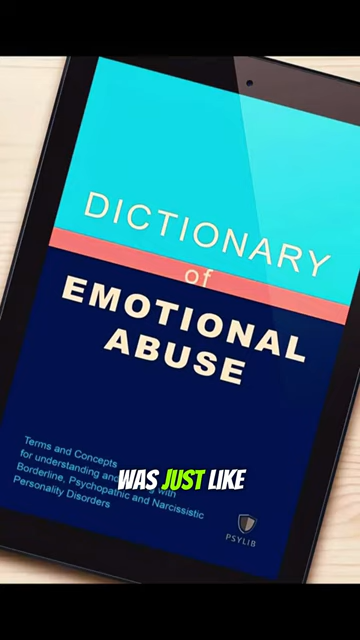 DICTIONARY
of
EMOTIONAL
ABUSE
Terms and Concepts
for understanding and with
Borderline, Psychopathic and Narcissistic
Personality Disorders
WAS JUST LIKE
PSYLIB